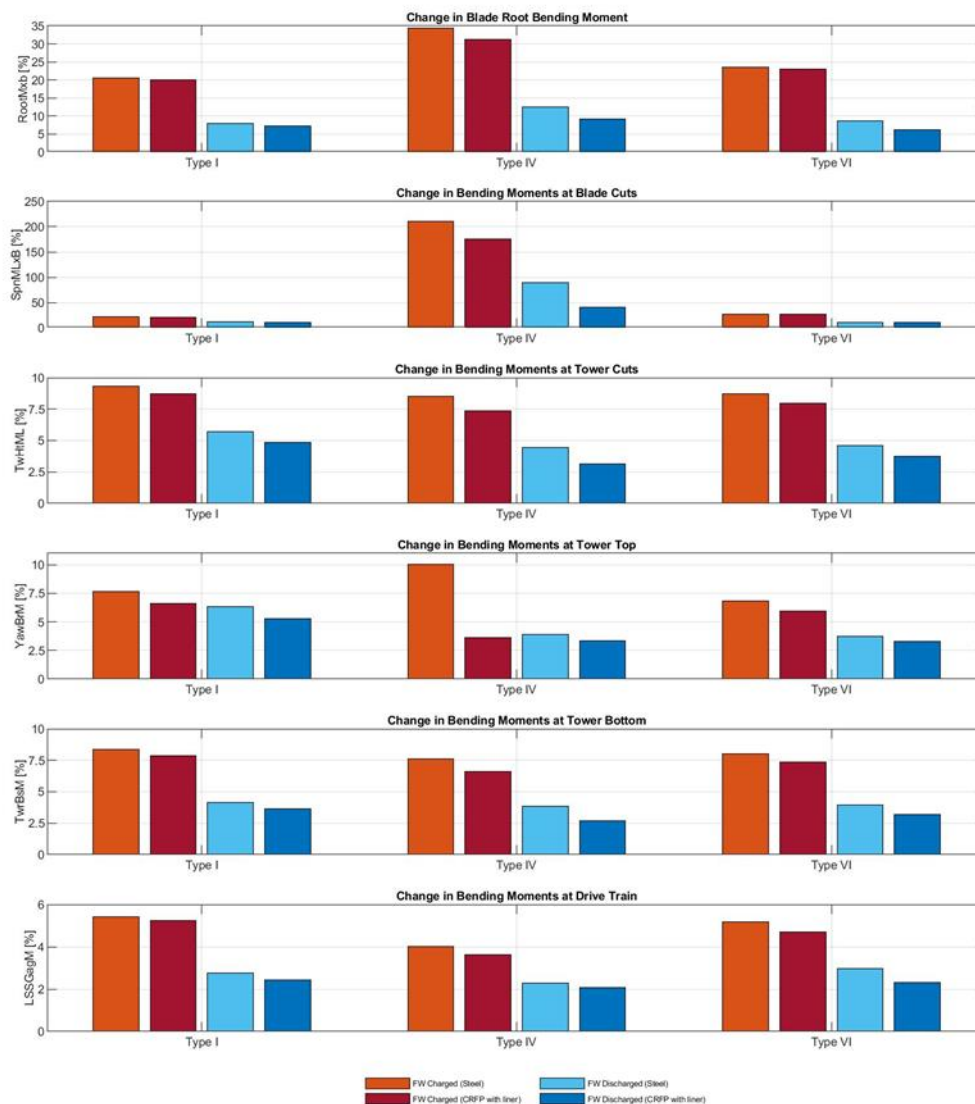 Change in Blade Root Bending Moment
RootMxb [%]
35
30
25
20
15
10
5
0
Type I
Type IV
Type VI
Change in Bending Moments at Blade Cuts
SpnMLxB [%]
250
200
150
100
50
0
Type I
Type IV
Type VI
Change in Bending Moments at Tower Cuts
TwHtML [%]
10
7.5
5
2.5
0
Type I
Type IV
Type VI
Change in Bending Moments at Tower Top
YawBrM [%]
10
7.5
5
2.5
0
Type I
Type IV
Type VI
Change in Bending Moments at Tower Bottom
TwrBsM [%]
10
7.5
5
2.5
0
Type I
Type IV
Type VI
Change in Bending Moments at Drive Train
LSSGagM [%]
6
4
2
0
Type I
Type IV
Type VI
FW Charged (Steel)
FW Discharged (Steel)
FW Charged (CRFP with liner)
FW Discharged (CRFP with liner)